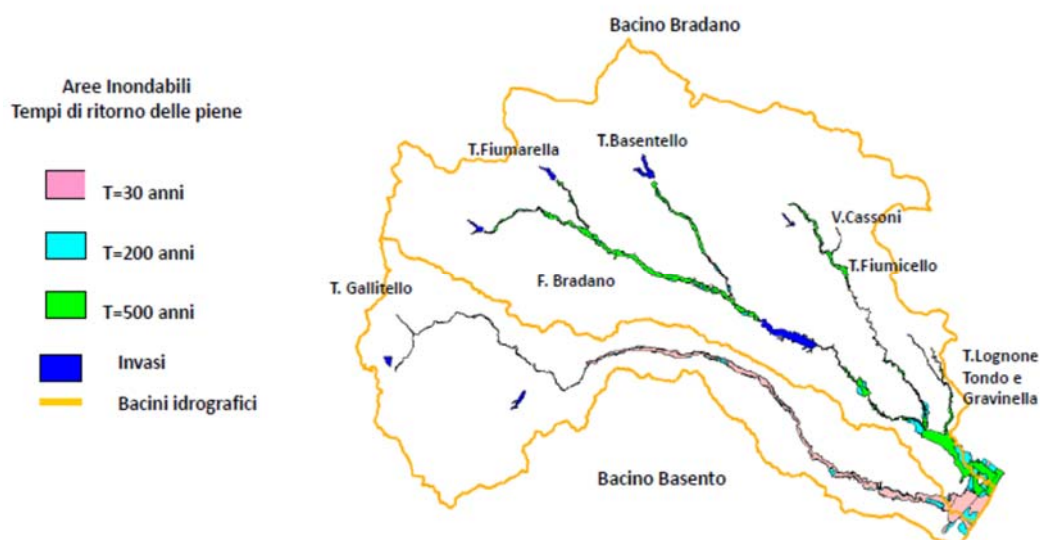 Bacino Bradano
Aree Inondabili
Tempi di ritorno delle piene
T=30 anni
T=200 anni
T=500 anni
Invasi
Bacini idrografici
T.Fiumarella
T.Basentello
V.Cassoni
T.Fiumicello
T. Gallitello
F. Bradano
T.Lognone
Tondo e
Gravinella
Bacino Basento